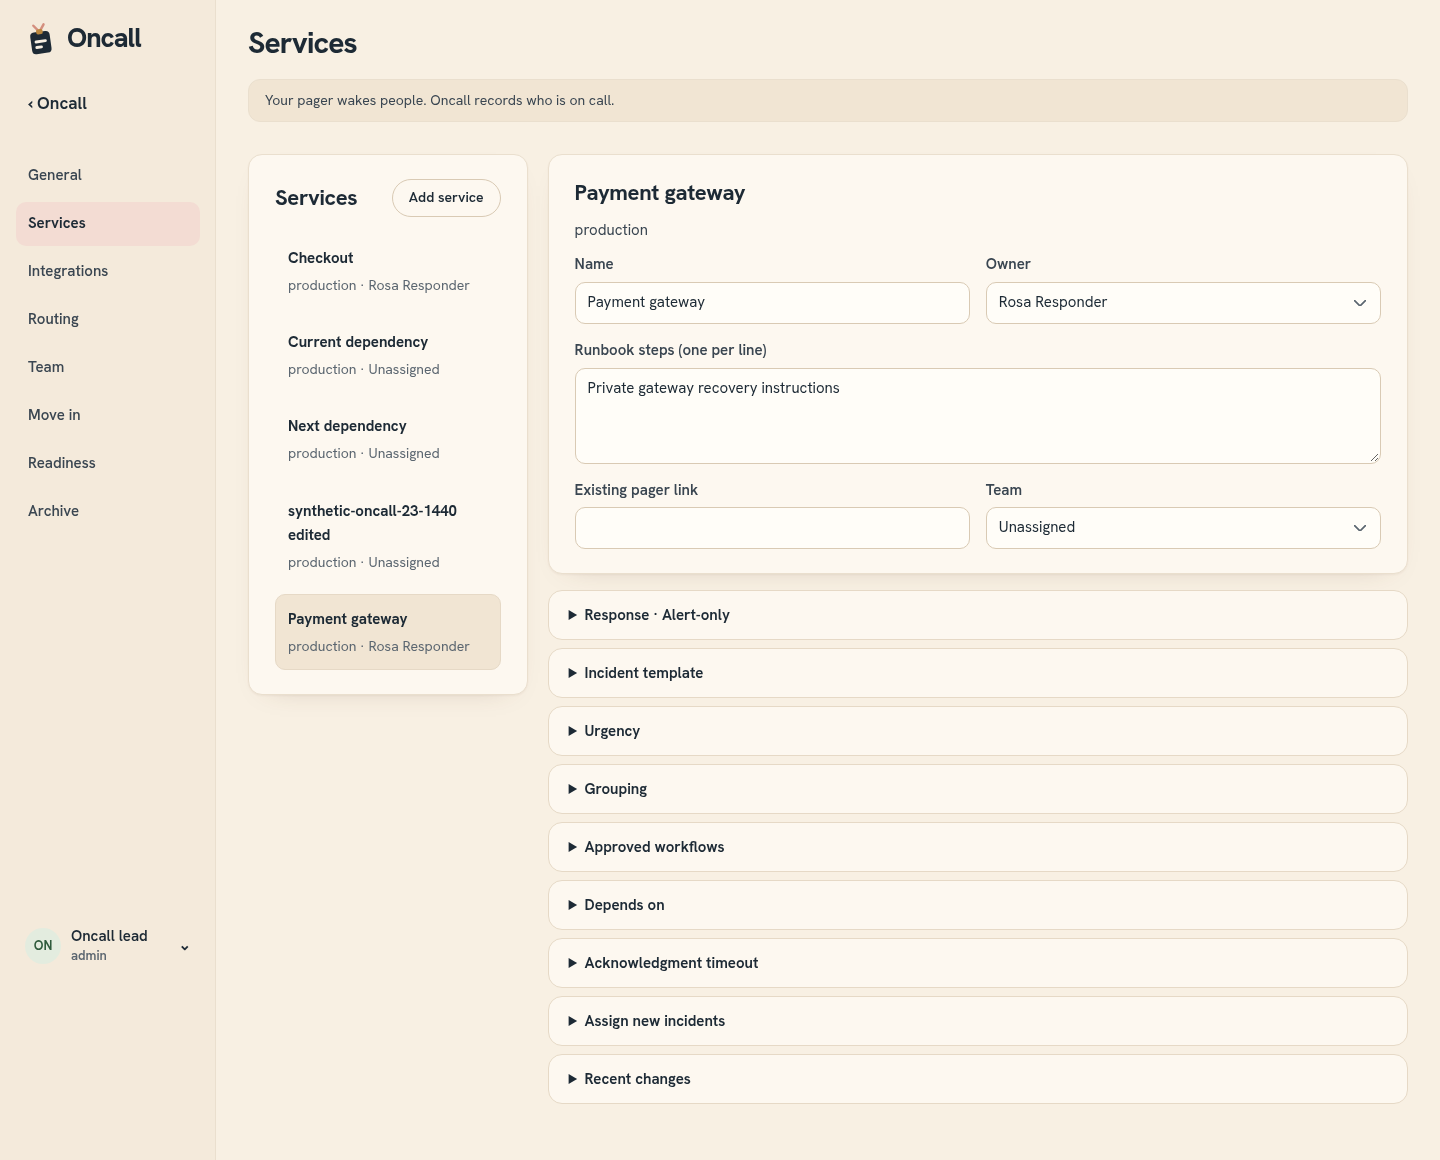 Oncall
‹ Oncall
General
Services
Integrations
Routing
Team
Move in
Readiness
Archive
ON
Oncall lead
admin
Services
Your pager wakes people. Oncall records who is on call.
Services
Add service
Checkout
production · Rosa Responder
Current dependency
production · Unassigned
Next dependency
production · Unassigned
synthetic-oncall-23-1440
edited
production · Unassigned
Payment gateway
production · Rosa Responder
Payment gateway
production
Name
Owner
Payment gateway
Rosa Responder
Runbook steps (one per line)
Private gateway recovery instructions
Existing pager link
Team
Unassigned
Response · Alert-only
Incident template
Urgency
Grouping
Approved workflows
Depends on
Acknowledgment timeout
Assign new incidents
Recent changes